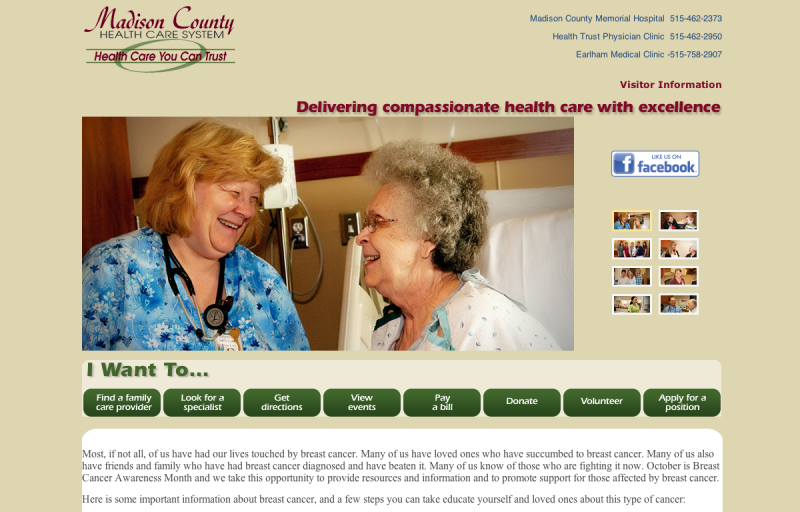 Madison County
HEALTH CARE SYSTEM
Health Care You Can Trust
Madison County Memorial Hospital 515-462-2373
Health Trust Physician Clinic 515-462-2950
Earlham Medical Clinic -515-758-2907
Visitor Information
Delivering compassionate health care with excellence
LIKE US ON
facebook
I Want To...
Find a family
care provider
Look for a
specialist
Get
directions
View
events
Pay
a bill
Donate
Volunteer
Apply for a
position
Most, if not all, of us have had our lives touched by breast cancer. Many of us have loved ones who have succumbed to breast cancer. Many of us also
have friends and family who have had breast cancer diagnosed and have beaten it. Many of us know of those who are fighting it now. October is Breast
Cancer Awareness Month and we take this opportunity to provide resources and information and to promote support for those affected by breast cancer.
Here is some important information about breast cancer, and a few steps you can take educate yourself and loved ones about this type of cancer: